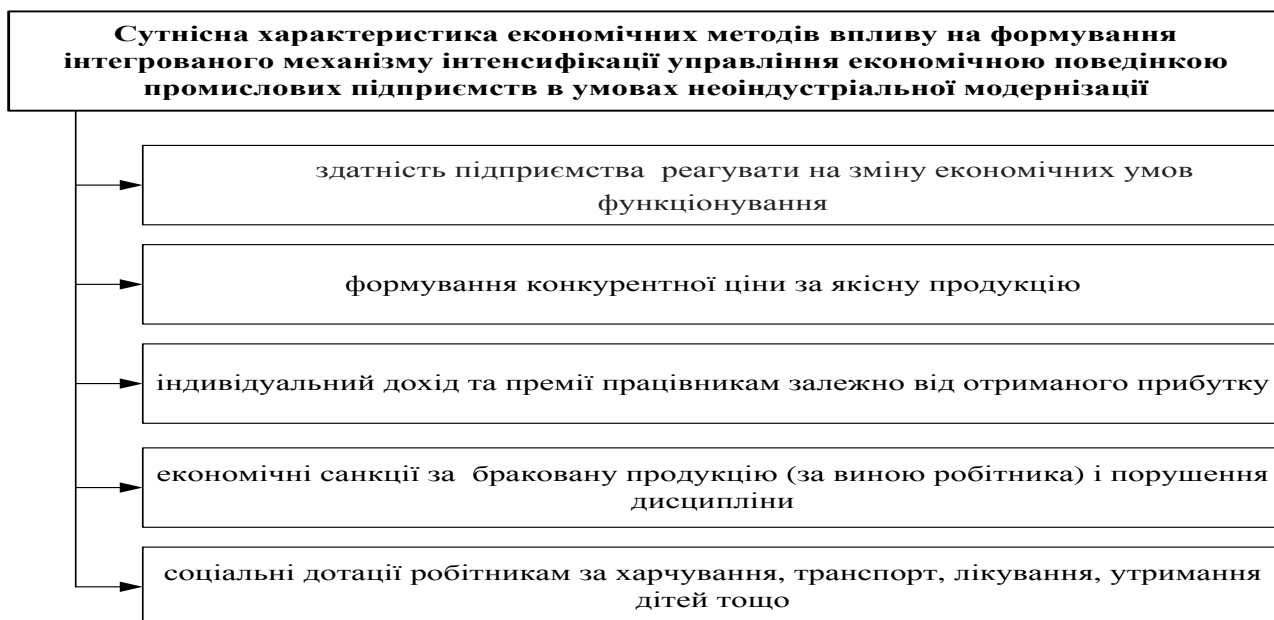 Сутнісна характеристика економічних методів впливу на формування
інтегрованого механізму інтенсифікації управління економічною поведінкою
промислових підприємств в умовах неоіндустріальної модернізації
здатність підприємства реагувати на зміну економічних умов
функціонування
формування конкурентної ціни за якісну продукцію
індивідуальний дохід та премії працівникам залежно від отриманого прибутку
економічні санкції за браковану продукцію (за виною робітника) і порушення
дисципліни
соціальні дотації робітникам за харчування, транспорт, лікування, утримання
дітей тощо